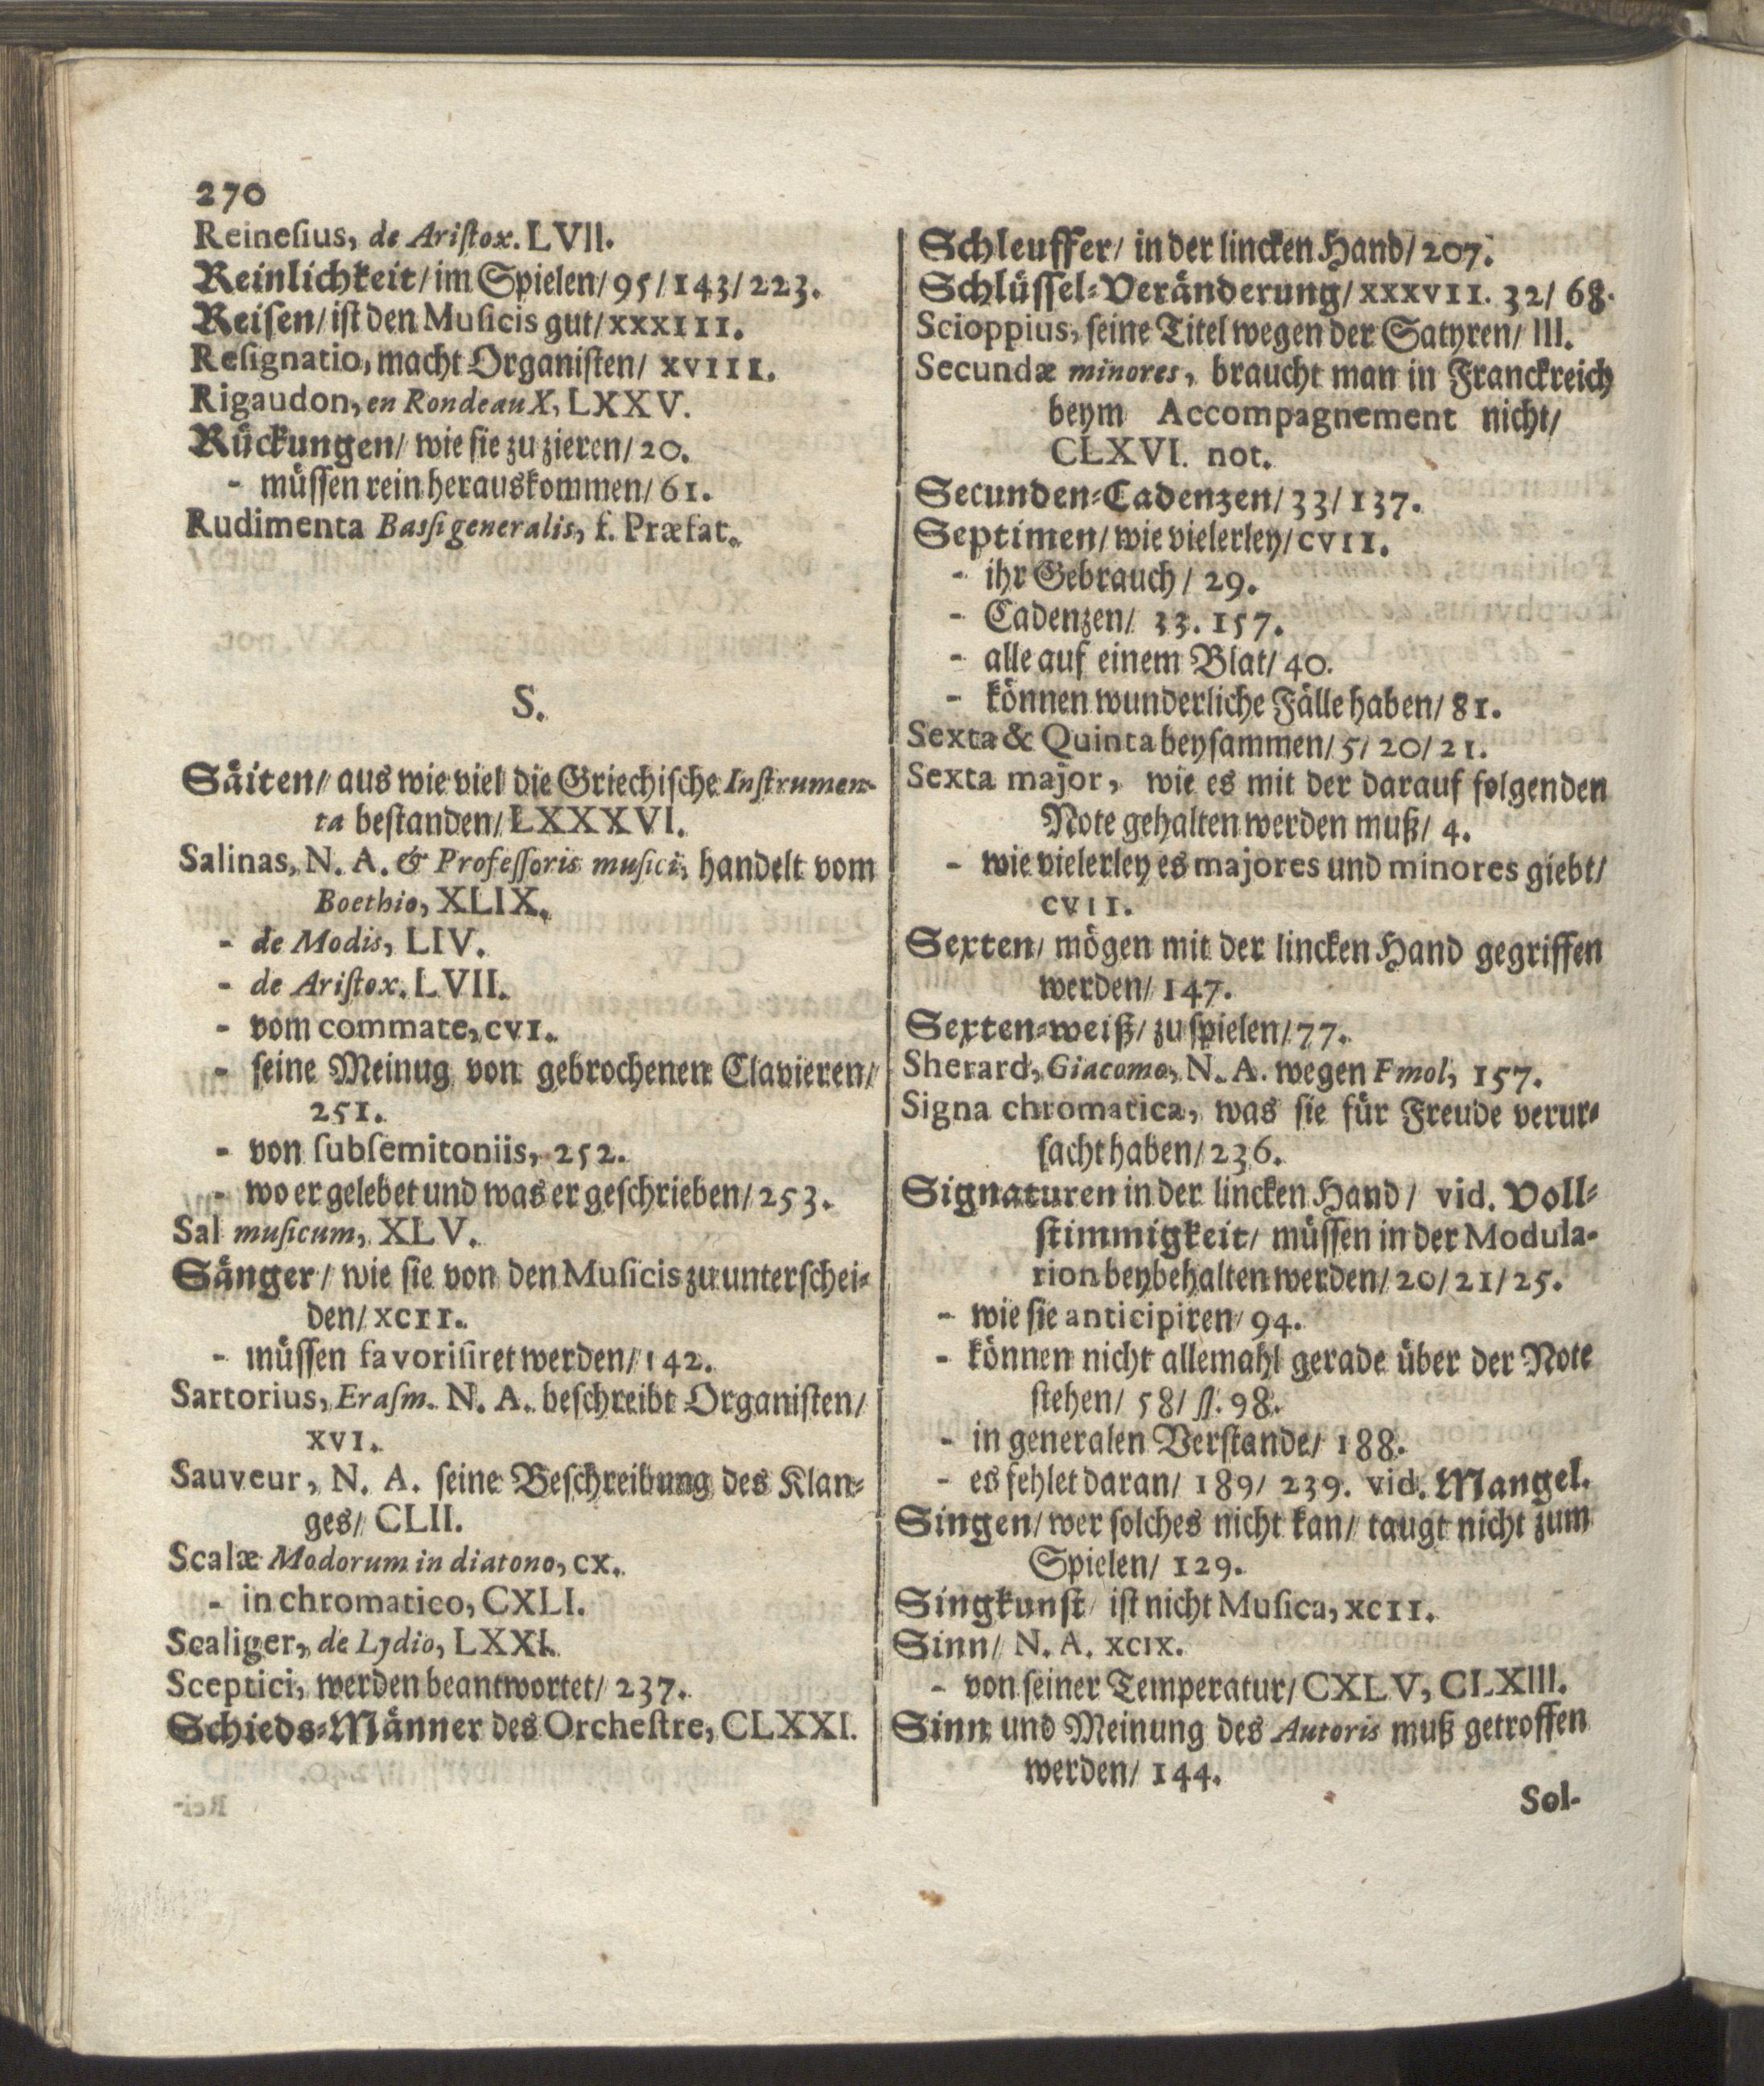 270
Reineſius, de Ariſtox. LVII.
Reinlichkeit/ im Spielen/ 95/ 143/ 223.
Reiſen/ iſt den Muſicis gut/ XXXIII.
Reſignatio, macht Organiſten/ XVIII.
Rigaudon, en RondeauX, LXXV.
Rückungen/ wie ſie zu zieren/ 20.
- müſſen rein herauskommen/ 61.
Rudimenta Baſſi generalis, ſ. Præfat.
S.
Säiten/ aus wie viel die Griechiſche Inſtrumen-
ta beſtanden/ LXXXVI.
Salinas, N. A. & Profeſſoris muſici, handelt vom
Boethio, XLIX.
- de Modis, LIV.
- de Ariſtox. LVII.
- vom commate, CVI.
- ſeine Meinug von gebrochenen Clavieren/
251.
- von ſubſemitoniis, 252.
- wo er gelebet und was er geſchrieben/ 253.
Sal muſicum, XLV.
Sänger/ wie ſie von den Muſicis zu unterſchei-
den/ XCII.
- müſſen favoriſiret werden/ 142.
Sartorius, Eraſm. N. A. beſchreibt Organiſten/
XVI.
Sauveur, N. A. ſeine Beſchreibung des Klan-
ges/ CLII.
Scalæ Modorum in diatono, CX.
- in chromatico, CXLI.
Scaliger, de Lydio, LXXI.
Sceptici, werden beantwortet/ 237.
Schieds-Männer des Orcheſtre, CLXXI.
Schleuffer/ in der lincken Hand/ 207.
Schlüſſel-Veränderung/ XXXVII. 32/ 68.
Scioppius, ſeine Titel wegen der Satyren/ III.
Secundæ minores, braucht man in Franckreich
beym Accompagnement nicht/
CLXVI. not.
Secunden-Cadenzen/ 33/ 137.
Septimen/ wie vielerley/ CVII.
- ihr Gebrauch/ 29.
- Cadenzen/ 33. 157.
- alle auf einem Blat/ 40.
- können wunderliche Fälle haben/ 81.
Sexta & Quinta beyſammen/ 5/ 20/ 21.
Sexta major, wie es mit der darauf folgenden
Note gehalten werden muß/ 4.
- wie vielerley es majores und minores giebt/
CVII.
Sexten/ mögen mit der lincken Hand gegriffen
werden/ 147.
Sexten-weiß/ zu ſpielen/ 77.
Sherard, Giacomo, N. A. wegen Fmol, 157.
Signa chromatica, was ſie für Freude verur-
ſacht haben/ 236.
Signaturen in der lincken Hand/ vid. Voll-
ſtimmigkeit/ müſſen in der Modula-
tion beybehalten werden/ 20/ 21/ 25.
- wie ſie anticipiren/ 94.
- können nicht allemahl gerade über der Note
ſtehen/ 58/ ſſ. 98.
- in generalen Verſtande/ 188.
- es fehlet daran/ 189/ 239. vid. Mangel.
Singen/ wer ſolches nicht kan/ taugt nicht zum
Spielen/ 129.
Singkunſt/ iſt nicht Muſica, XCII.
Sinn/ N. A. XCIX.
- von ſeiner Temperatur/ CXLV, CLXIII.
Sinn und Meinung des Autoris muß getroffen
werden/ 144.
Sol-